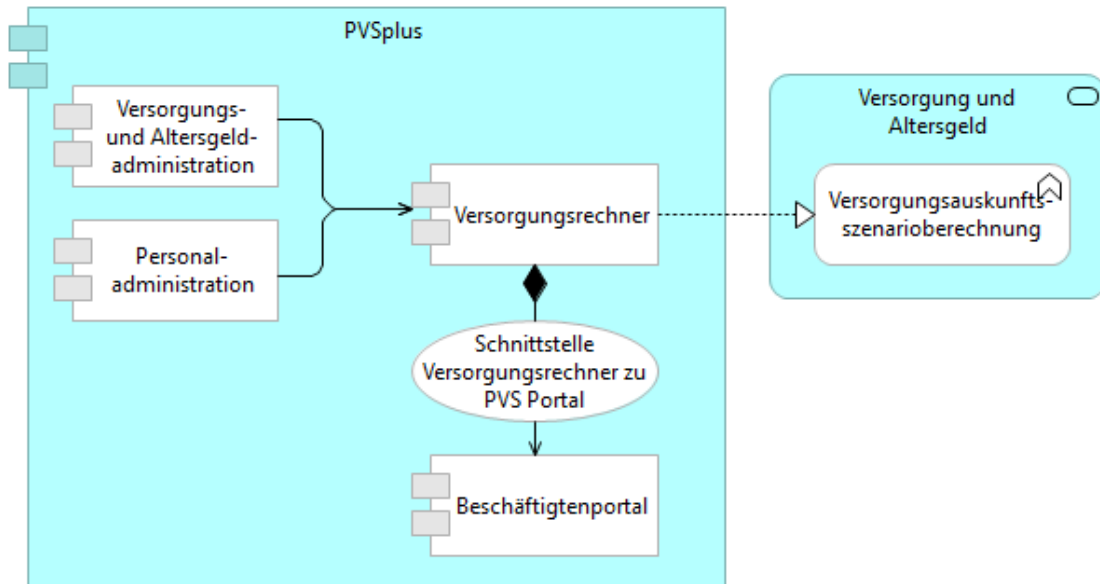 PVSplus
Versorgungs-
und Altersgeld-
administration
Personal-
administration
Versorgungsrechner
Schnittstelle
Versorgungsrechner zu
PVS Portal
Beschäftigtenportal
Versorgung und
Altersgeld
Versorgungsauskunfts-
szenarioberechnung